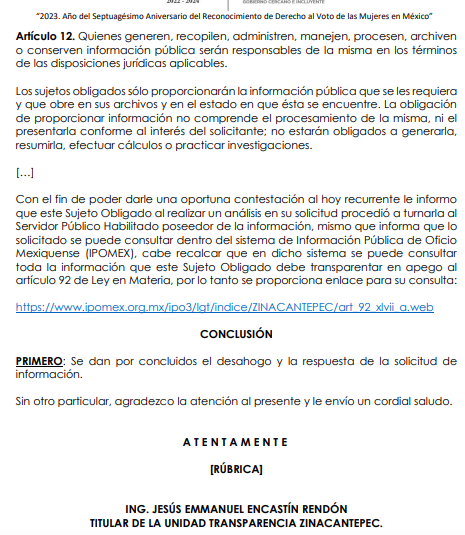 2022 - 2024
GOBIERNO CERCANO E INCLUYENTE
"2023. Año del Septuagésimo Aniversario del Reconocimiento de Derecho al Voto de las Mujeres en México"
Artículo 12. Quienes generen, recopilen, administren, manejen, procesen, archiven
o conserven información pública serán responsables de la misma en los términos
de las disposiciones jurídicas aplicables.
Los sujetos obligados sólo proporcionarán la información pública que se les requiera
y que obre en sus archivos y en el estado en que ésta se encuentre. La obligación
de proporcionar información no comprende el procesamiento de la misma, ni el
presentarla conforme al interés del solicitante; no estarán obligados a generarla,
resumirla, efectuar cálculos o practicar investigaciones.
[...]
Con el fin de poder darle una oportuna contestación al hoy recurrente le informo
que este Sujeto Obligado al realizar un análisis en su solicitud procedió a turnarla al
Servidor Público Habilitado poseedor de la información, mismo que informa que lo
solicitado se puede consultar dentro del sistema de Información Pública de Oficio
Mexiquense (IPOMEX), cabe recalcar que en dicho sistema se puede consultar
toda la información que este Sujeto Obligado debe transparentar en apego al
artículo 92 de Ley en Materia, por lo tanto se proporciona enlace para su consulta:
https://www.ipomex.org.mx/ipo3/lgt/indice/ZINACANTEPEC/art_92_xlvii_a.web
CONCLUSIÓN
PRIMERO: Se dan por concluidos el desahogo y la respuesta de la solicitud de
información.
Sin otro particular, agradezco la atención al presente y le envío un cordial saludo.
A T E N T A M E N T E
[RÚBRICA]
ING. JESÚS EMMANUEL ENCASTÍN RENDÓN
TITULAR DE LA UNIDAD TRANSPARENCIA ZINACANTEPEC.